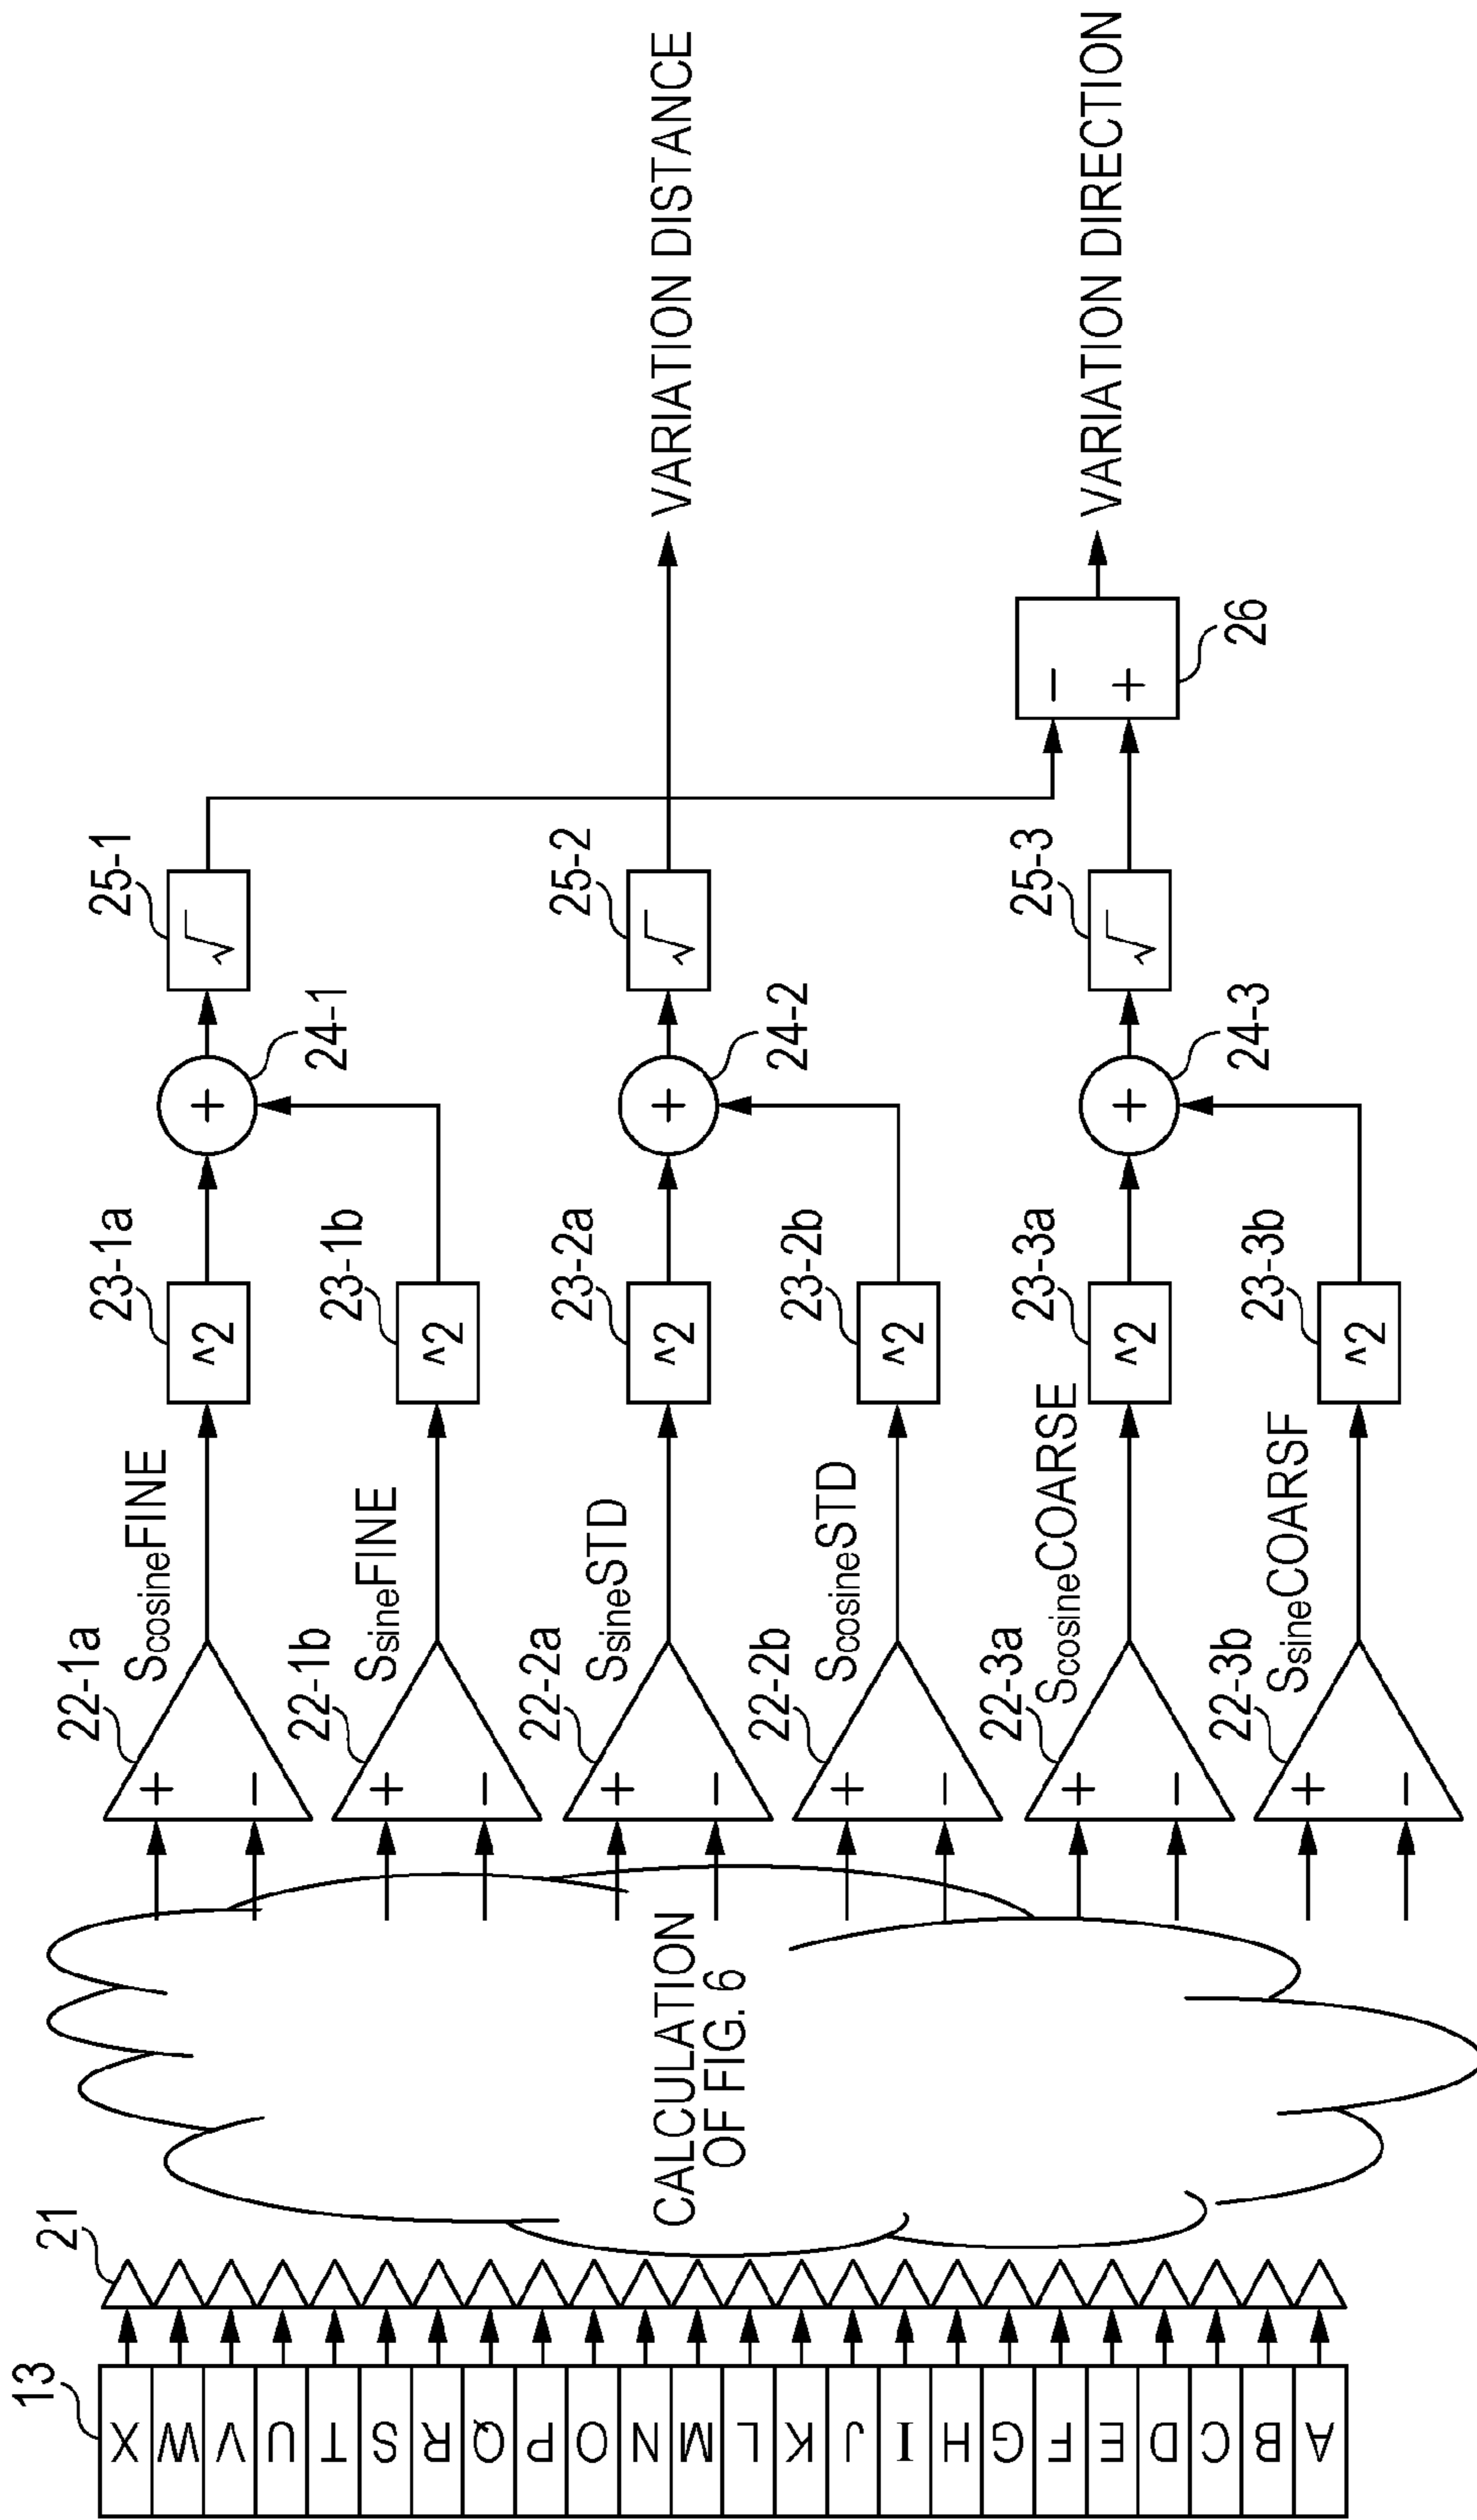 13
X
W
V
U
T
S
R
Q
P
O
N
M
L
K
J
I
H
G
F
E
D
C
B
A
21
CALCULATION
OF FIG. 6
22-1a
+
−
ScosineFINE
22-1b
+
−
SsineFINE
22-2a
+
−
SsineSTD
22-2b
+
−
ScosineSTD
22-3a
+
−
ScosineCOARSE
22-3b
+
−
SsineCOARSF
23-1a
^2
23-1b
^2
23-2a
^2
23-2b
^2
23-3a
^2
23-3b
^2
24-1
+
24-2
+
24-3
+
25-1
√
25-2
√
25-3
√
−
+
26
VARIATION DISTANCE
VARIATION DIRECTION